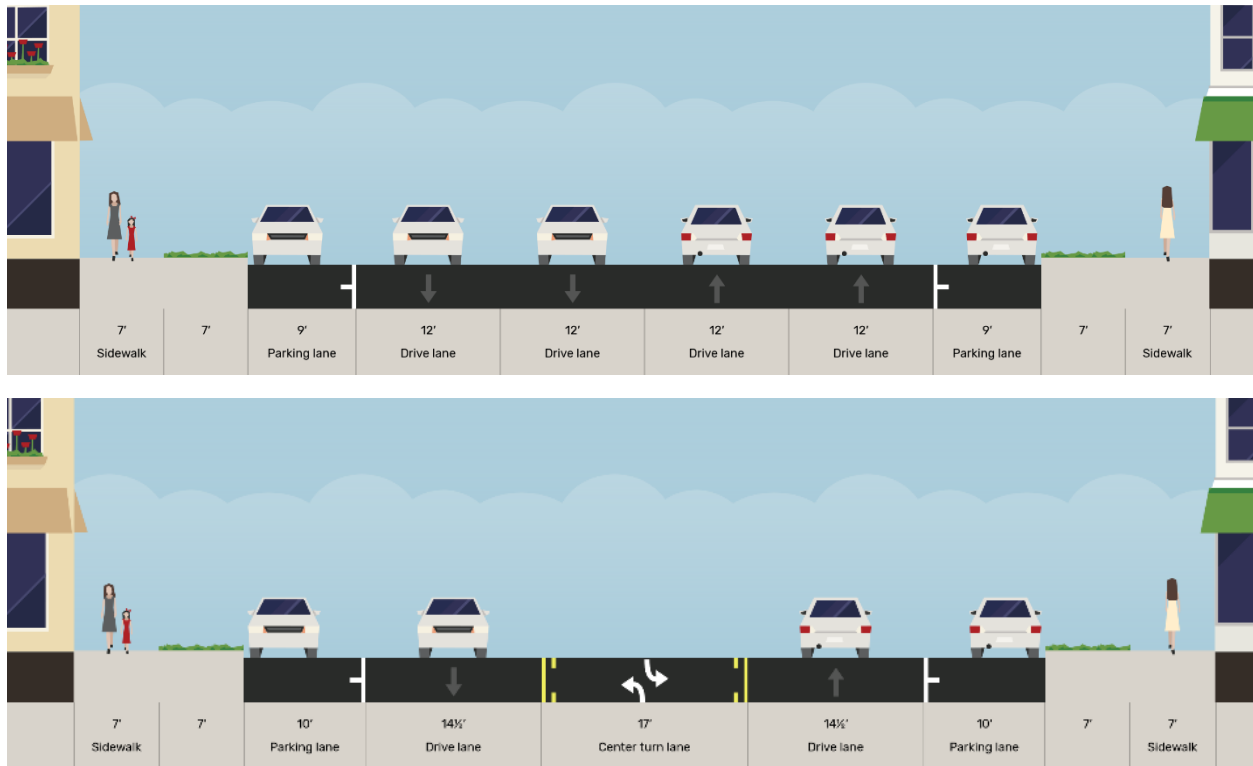 7' 7' 9' 12' 12' 12' 12' 9' 7' 7'
Sidewalk Parking lane Drive lane Drive lane Drive lane Drive lane Parking lane Sidewalk
7' 7' 10' 14½' 17' 14½' 10' 7' 7'
Sidewalk Parking lane Drive lane Center turn lane Drive lane Parking lane Sidewalk